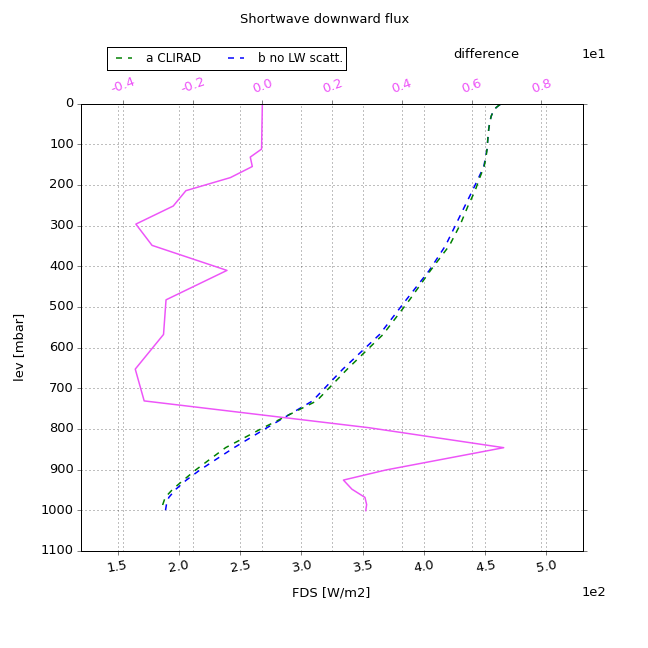 Shortwave downward flux
a CLIRAD b no LW scatt. difference 1e1
-0.4 -0.2 0.0 0.2 0.4 0.6 0.8
0
100
200
300
400
500
600
700
800
900
1000
1100
lev [mbar]
1.5 2.0 2.5 3.0 3.5 4.0 4.5 5.0
FDS [W/m2] 1e2